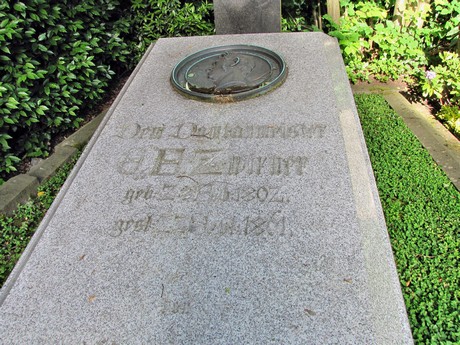 Dem Dombaumeister
E. F. Zwirner
geb. 1802.
gest. 1861.